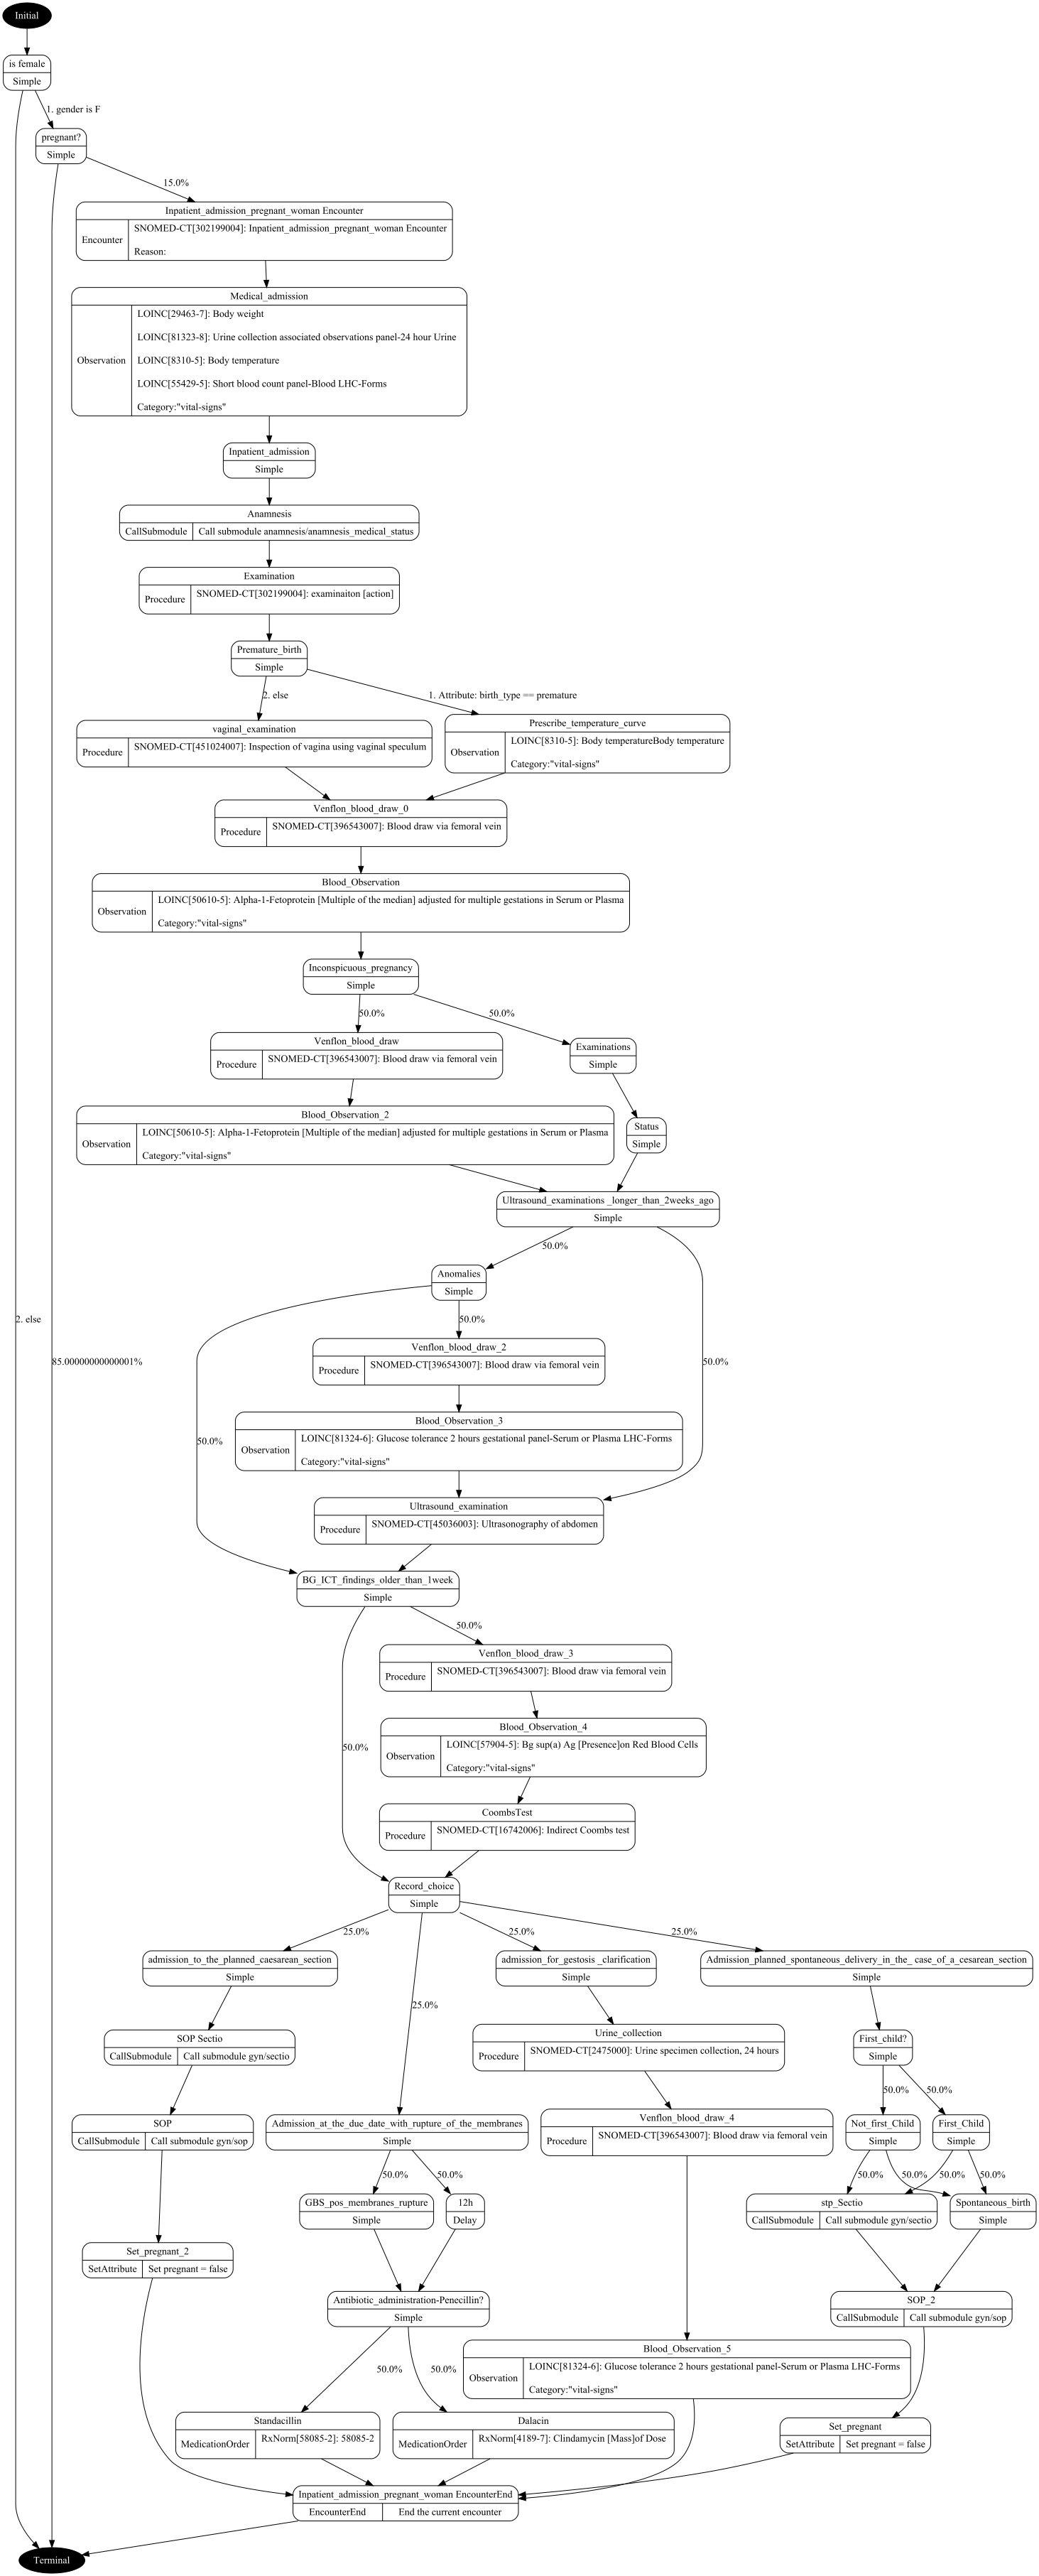 Initial
is female
Simple
1. gender is F
pregnant?
Simple
15.0%
Inpatient_admission_pregnant_woman Encounter
Encounter
SNOMED-CT[302199004]: Inpatient_admission_pregnant_woman Encounter
Reason:
Medical_admission
Observation
LOINC[29463-7]: Body weight
LOINC[81323-8]: Urine collection associated observations panel-24 hour Urine
LOINC[8310-5]: Body temperature
LOINC[55429-5]: Short blood count panel-Blood LHC-Forms
Category:"vital-signs"
Inpatient_admission
Simple
Anamnesis
CallSubmodule
Call submodule anamnesis/anamnesis_medical_status
Examination
Procedure
SNOMED-CT[302199004]: examinaiton [action]
Premature_birth
Simple
2. else
1. Attribute: birth_type == premature
vaginal_examination
Procedure
SNOMED-CT[451024007]: Inspection of vagina using vaginal speculum
Prescribe_temperature_curve
Observation
LOINC[8310-5]: Body temperatureBody temperature
Category:"vital-signs"
Venflon_blood_draw_0
Procedure
SNOMED-CT[396543007]: Blood draw via femoral vein
Blood_Observation
Observation
LOINC[50610-5]: Alpha-1-Fetoprotein [Multiple of the median] adjusted for multiple gestations in Serum or Plasma
Category:"vital-signs"
Inconspicuous_pregnancy
Simple
50.0%
50.0%
Venflon_blood_draw
Procedure
SNOMED-CT[396543007]: Blood draw via femoral vein
Examinations
Simple
Blood_Observation_2
Observation
LOINC[50610-5]: Alpha-1-Fetoprotein [Multiple of the median] adjusted for multiple gestations in Serum or Plasma
Category:"vital-signs"
Status
Simple
Ultrasound_examinations _longer_than_2weeks_ago
Simple
50.0%
Anomalies
Simple
2. else
50.0%
85.00000000000001%
50.0%
Venflon_blood_draw_2
Procedure
SNOMED-CT[396543007]: Blood draw via femoral vein
Blood_Observation_3
Observation
LOINC[81324-6]: Glucose tolerance 2 hours gestational panel-Serum or Plasma LHC-Forms
Category:"vital-signs"
50.0%
Ultrasound_examination
Procedure
SNOMED-CT[45036003]: Ultrasonography of abdomen
BG_ICT_findings_older_than_1week
Simple
50.0%
Venflon_blood_draw_3
Procedure
SNOMED-CT[396543007]: Blood draw via femoral vein
50.0%
Blood_Observation_4
Observation
LOINC[57904-5]: Bg sup(a) Ag [Presence]on Red Blood Cells
Category:"vital-signs"
CoombsTest
Procedure
SNOMED-CT[16742006]: Indirect Coombs test
Record_choice
Simple
25.0%
25.0%
25.0%
admission_to_the_planned_caesarean_section
Simple
admission_for_gestosis _clarification
Simple
Admission_planned_spontaneous_delivery_in_the_ case_of_a_cesarean_section
Simple
25.0%
SOP Sectio
CallSubmodule
Call submodule gyn/sectio
Urine_collection
Procedure
SNOMED-CT[2475000]: Urine specimen collection, 24 hours
First_child?
Simple
50.0%
50.0%
SOP
CallSubmodule
Call submodule gyn/sop
Admission_at_the_due_date_with_rupture_of_the_membranes
Simple
Venflon_blood_draw_4
Procedure
SNOMED-CT[396543007]: Blood draw via femoral vein
Not_first_Child
Simple
First_Child
Simple
50.0%
50.0%
50.0%
50.0%
50.0%
50.0%
GBS_pos_membranes_rupture
Simple
12h
Delay
stp_Sectio
CallSubmodule
Call submodule gyn/sectio
Spontaneous_birth
Simple
Set_pregnant_2
SetAttribute
Set pregnant = false
Antibiotic_administration-Penecillin?
Simple
SOP_2
CallSubmodule
Call submodule gyn/sop
50.0%
50.0%
Blood_Observation_5
Observation
LOINC[81324-6]: Glucose tolerance 2 hours gestational panel-Serum or Plasma LHC-Forms
Category:"vital-signs"
Standacillin
MedicationOrder
RxNorm[58085-2]: 58085-2
Dalacin
MedicationOrder
RxNorm[4189-7]: Clindamycin [Mass]of Dose
Set_pregnant
SetAttribute
Set pregnant = false
Inpatient_admission_pregnant_woman EncounterEnd
EncounterEnd
End the current encounter
Terminal